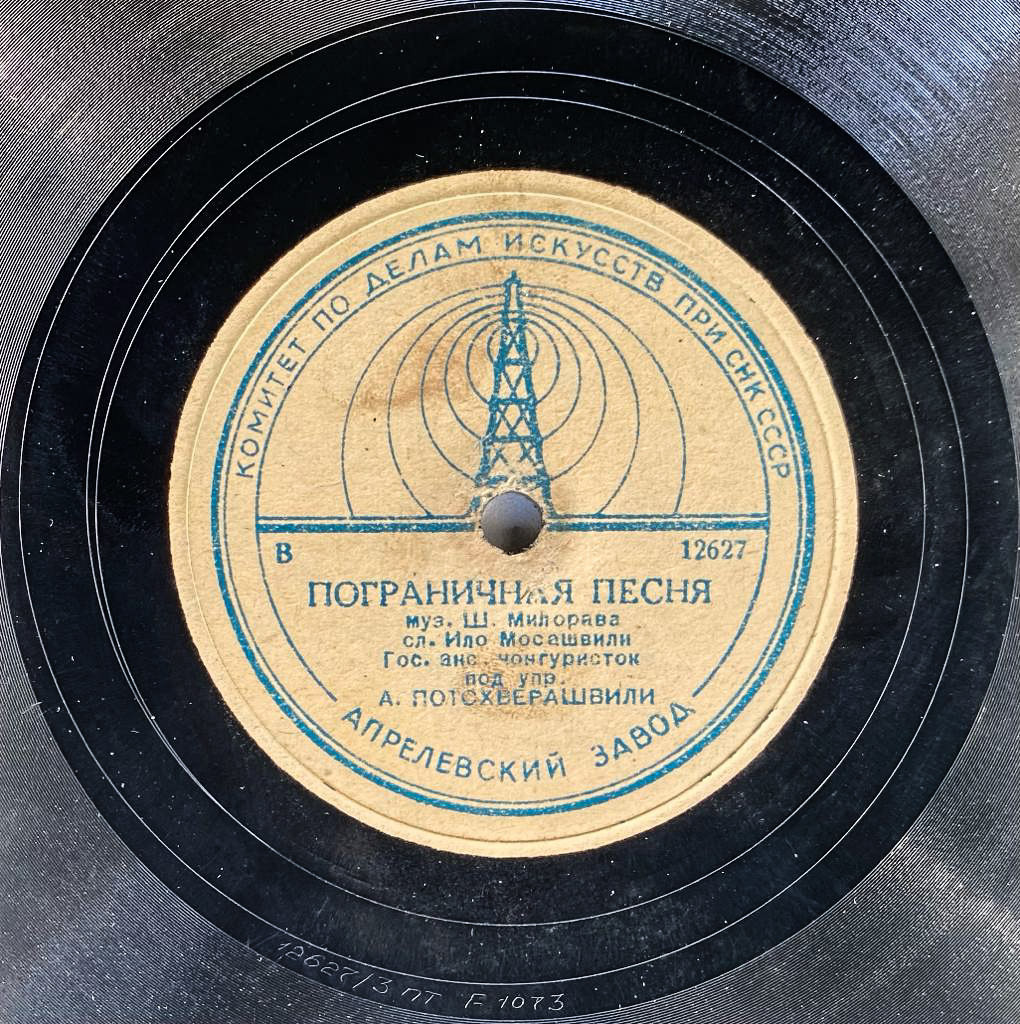 КОМИТЕТ ПО ДЕЛАМ ИСКУССТВ ПРИ СНК СССР
В 12627
ПОГРАНИЧНАЯ ПЕСНЯ
муз. Ш. Милорава
сл. Ило Мосашвили
Гос. анс. чонгуристок
под упр.
А. ПОТСХВЕРАШВИЛИ
АПРЕЛЕВСКИЙ ЗАВОД
12627/3 ПТ F 1073